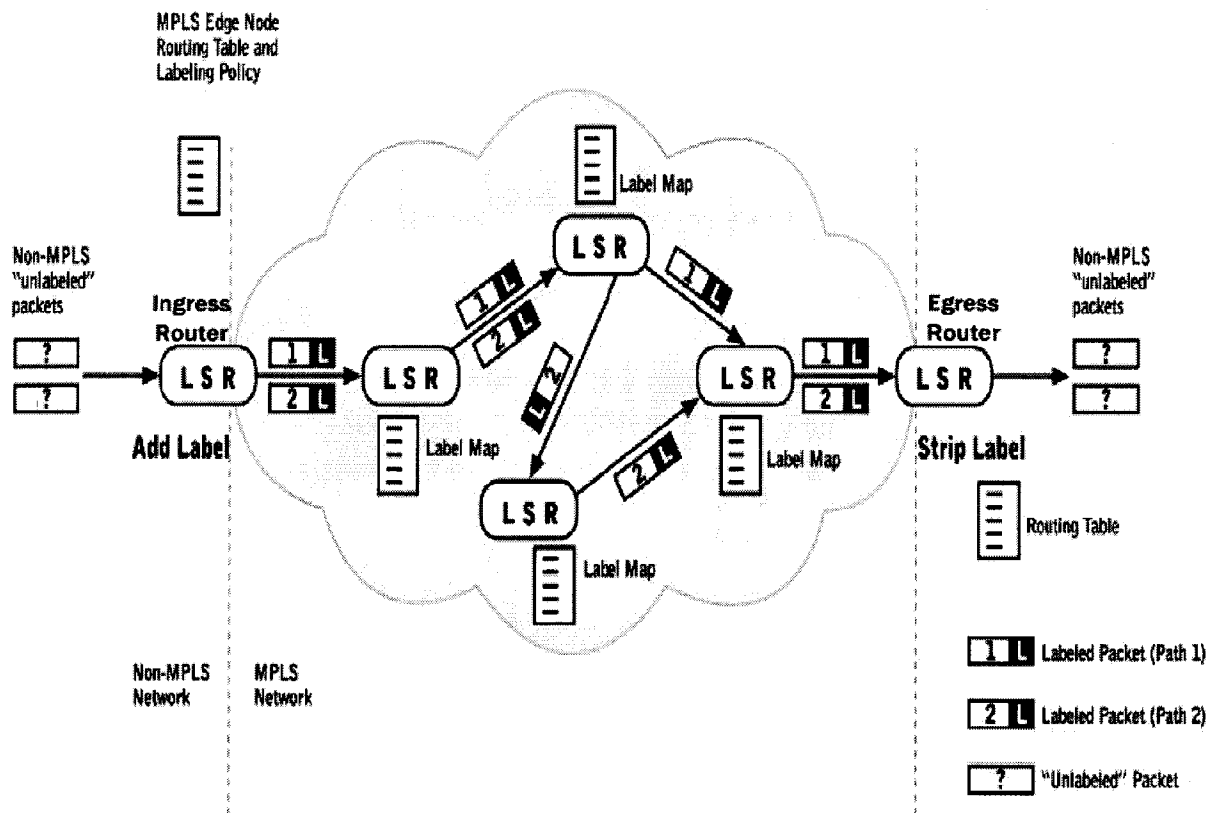 MPLS Edge Node
Routing Table and
Labeling Policy
Label Map
LSR
Non-MPLS
"unlabeled"
packets
?
?
Ingress
Router
LSR
Add Label
1 L
2 L
LSR
Label Map
1 L
2 L
1 L
L 2
LSR
Label Map
2 L
LSR
Label Map
1 L
2 L
Egress
Router
LSR
Strip Label
Non-MPLS
"unlabeled"
packets
?
?
Routing Table
Non-MPLS
Network
MPLS
Network
1 L Labeled Packet (Path 1)
2 L Labeled Packet (Path 2)
? "Unlabeled" Packet